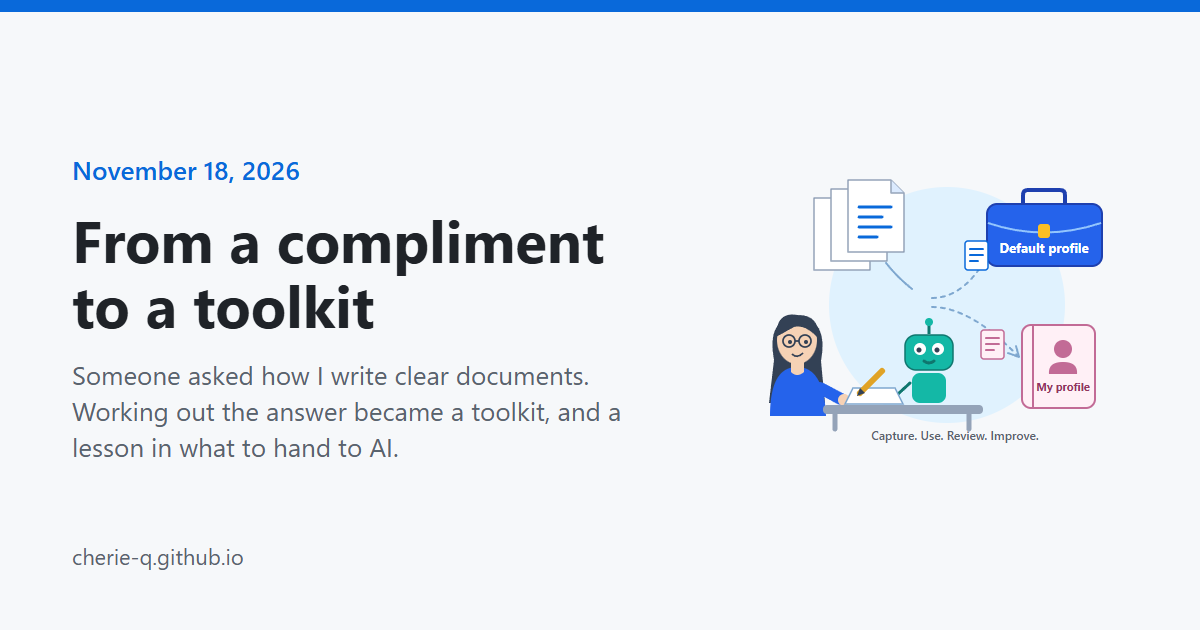 November 18, 2026
From a compliment
to a toolkit
Someone asked how I write clear documents.
Working out the answer became a toolkit, and a
lesson in what to hand to AI.
cherie-q.github.io
Default profile
My profile
Capture. Use. Review. Improve.